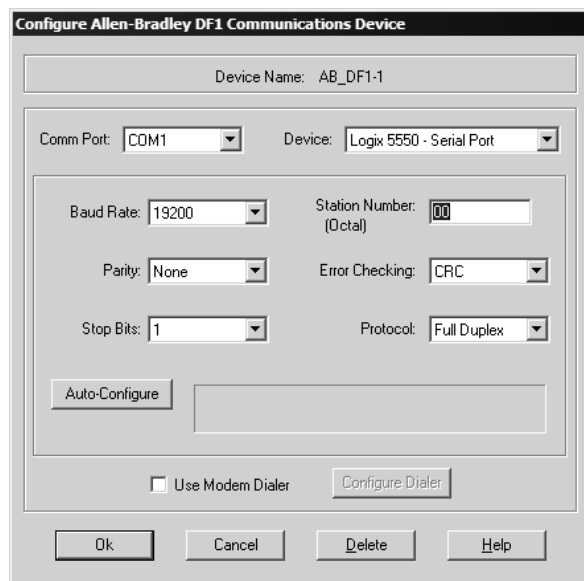 Configure Allen-Bradley DF1 Communications Device
Device Name: AB_DF1-1
Comm Port: COM1 Device: Logix 5550 - Serial Port
Baud Rate: 19200 Station Number: 00
(Octal)
Parity: None Error Checking: CRC
Stop Bits: 1 Protocol: Full Duplex
Auto-Configure
Use Modem Dialer Configure Dialer
Ok Cancel Delete Help